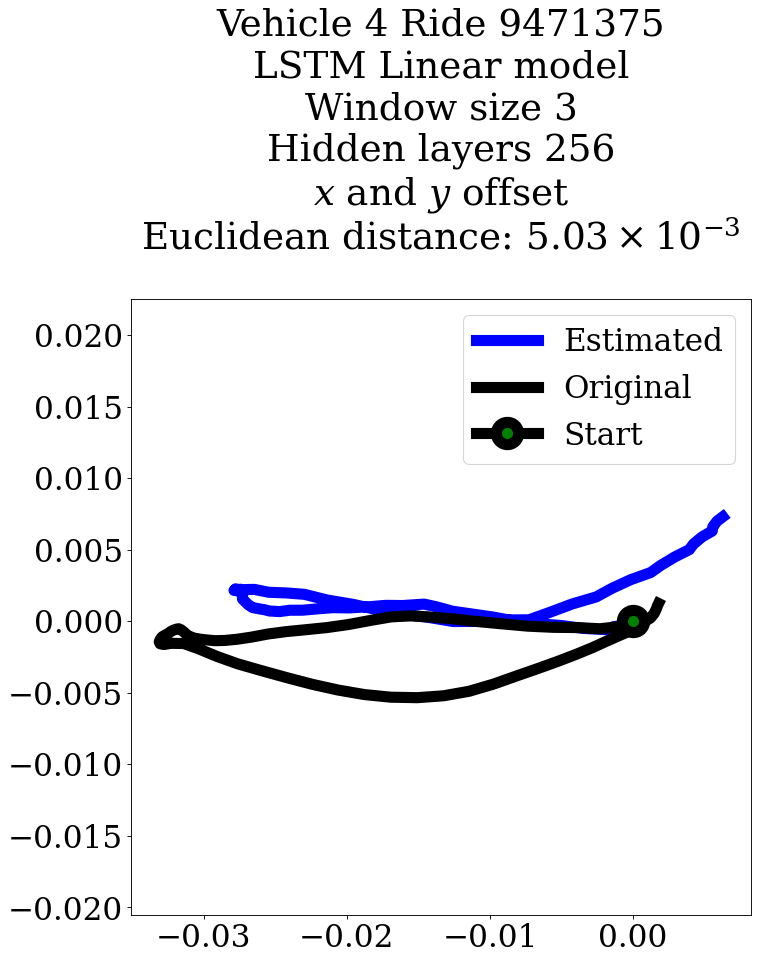 Vehicle 4 Ride 9471375
LSTM Linear model
Window size 3
Hidden layers 256
x and y offset
Euclidean distance: 5.03 × 10⁻³
Estimated
Original
Start
0.020
0.015
0.010
0.005
0.000
−0.005
−0.010
−0.015
−0.020
−0.03 −0.02 −0.01 0.00